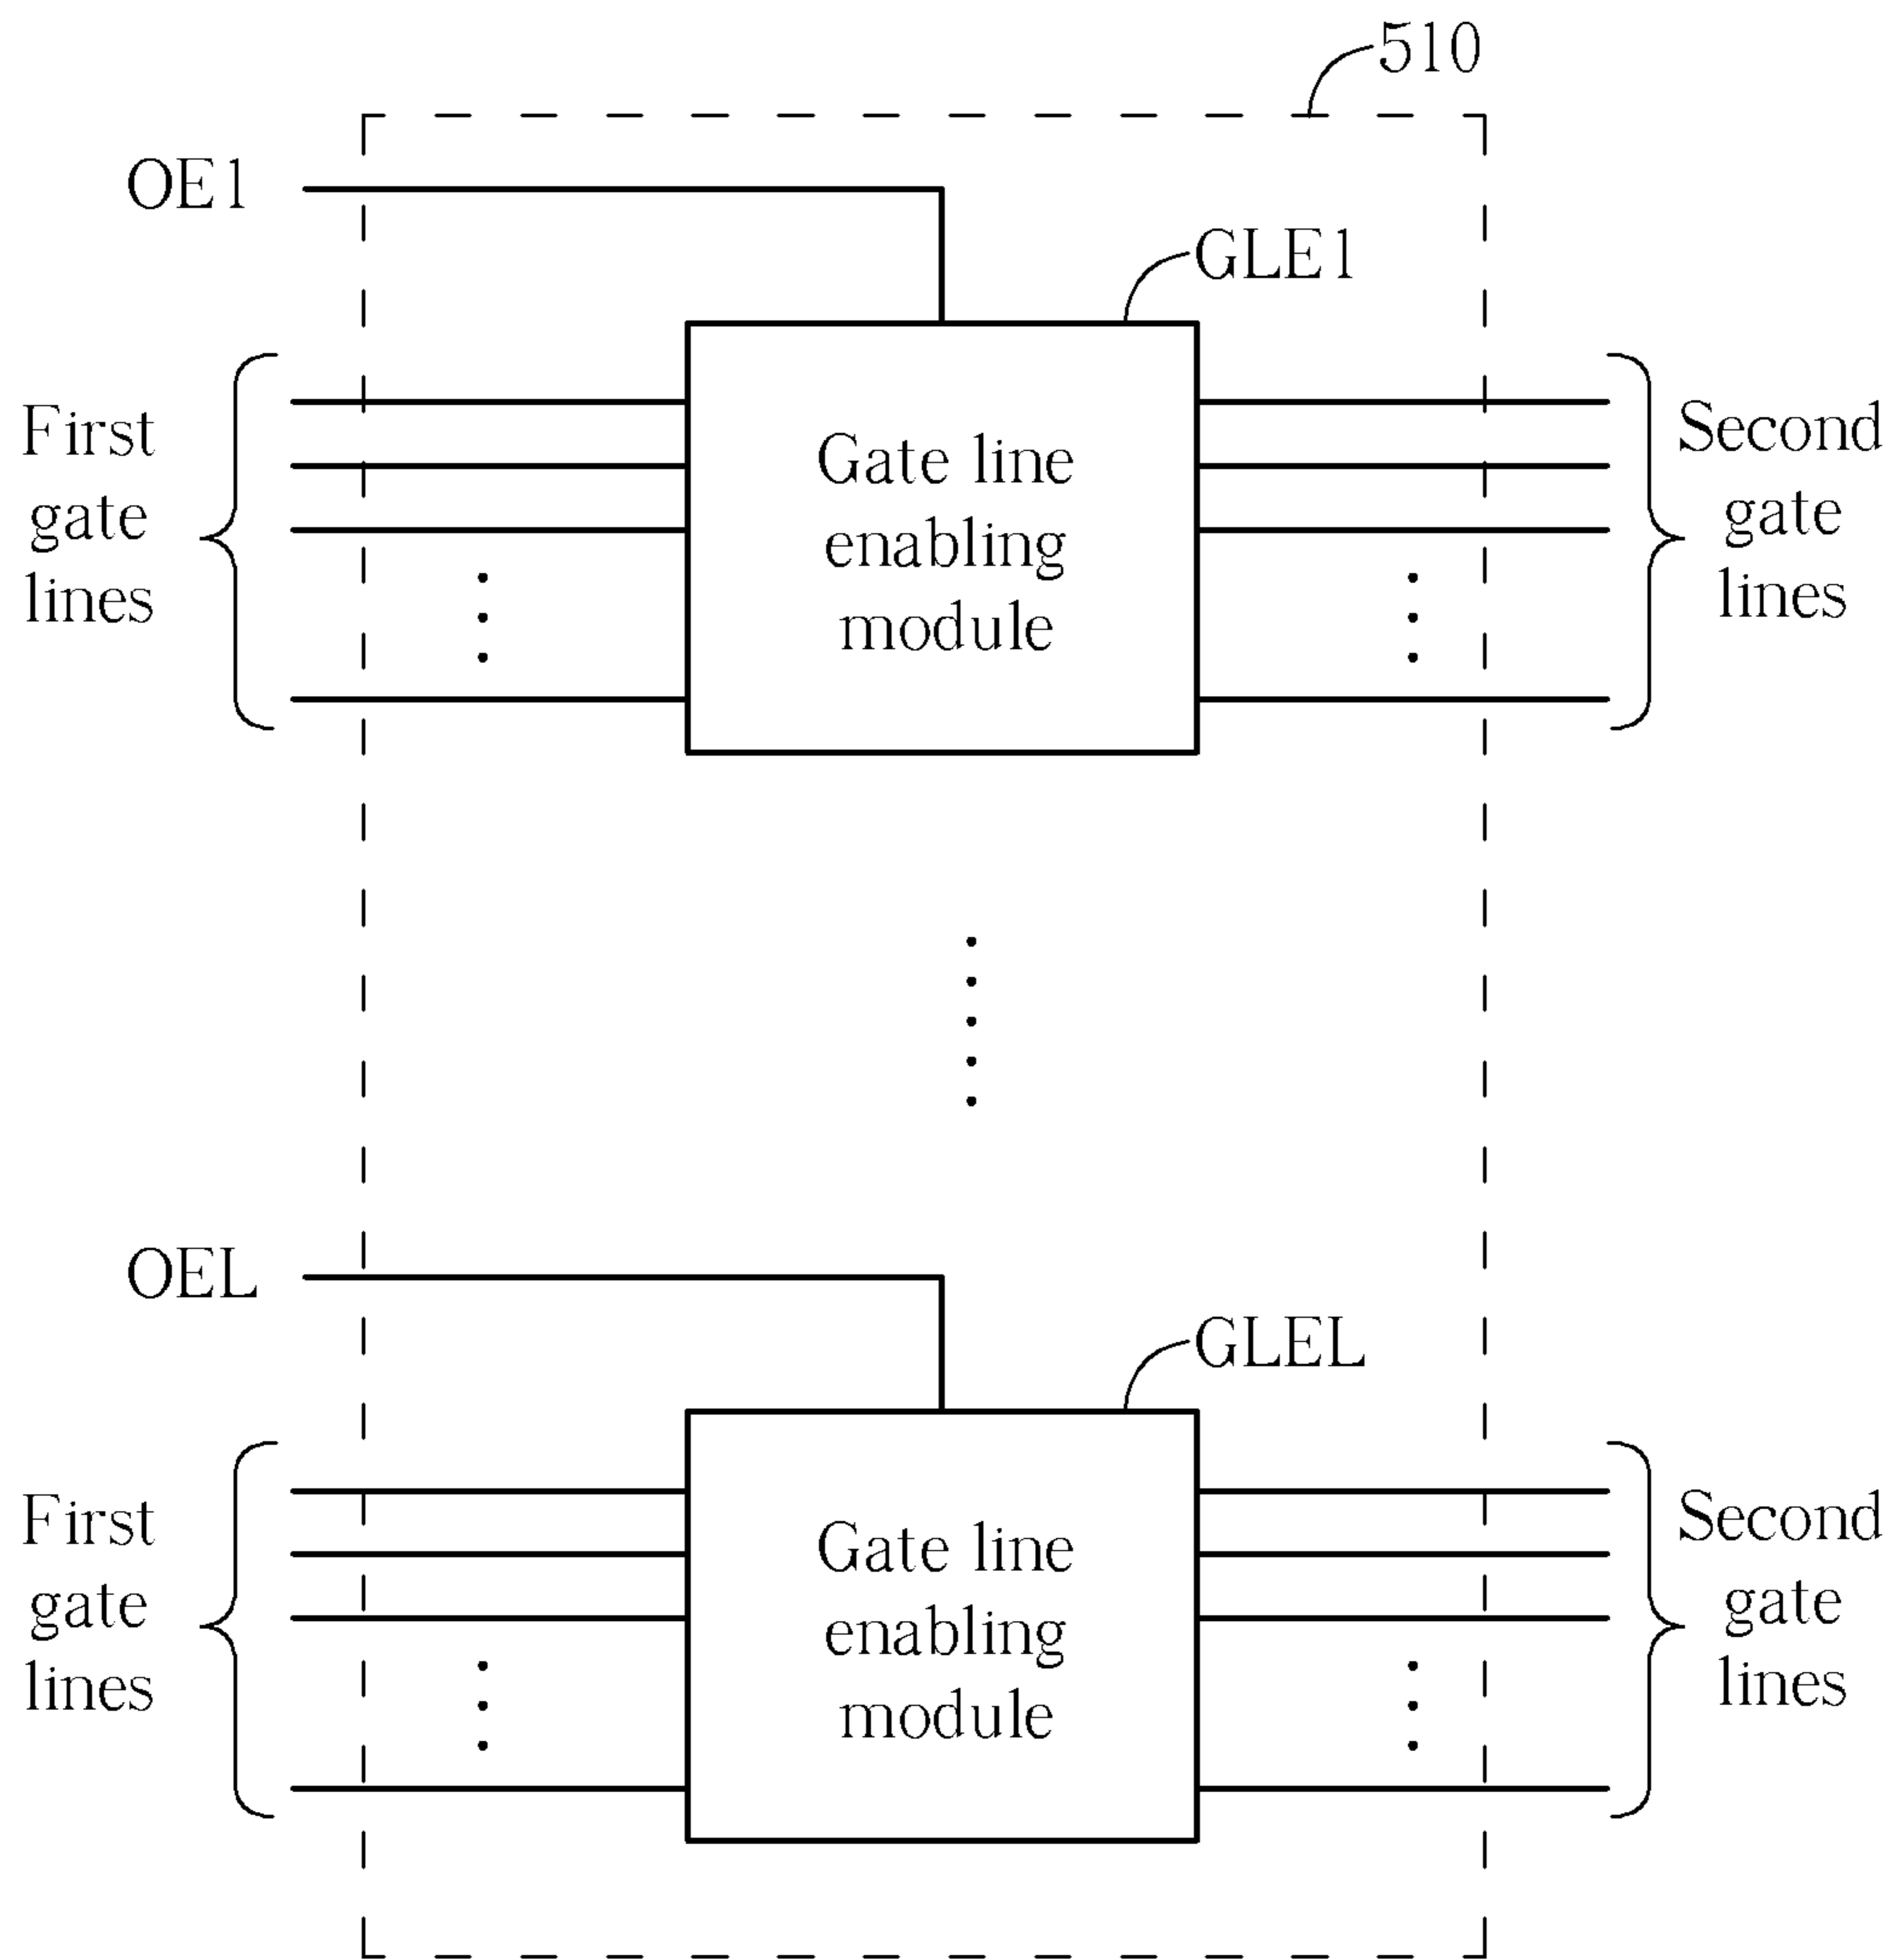 510
OE1
GLE1
First
gate
lines
Gate line
enabling
module
Second
gate
lines
OEL
GLEL
First
gate
lines
Gate line
enabling
module
Second
gate
lines